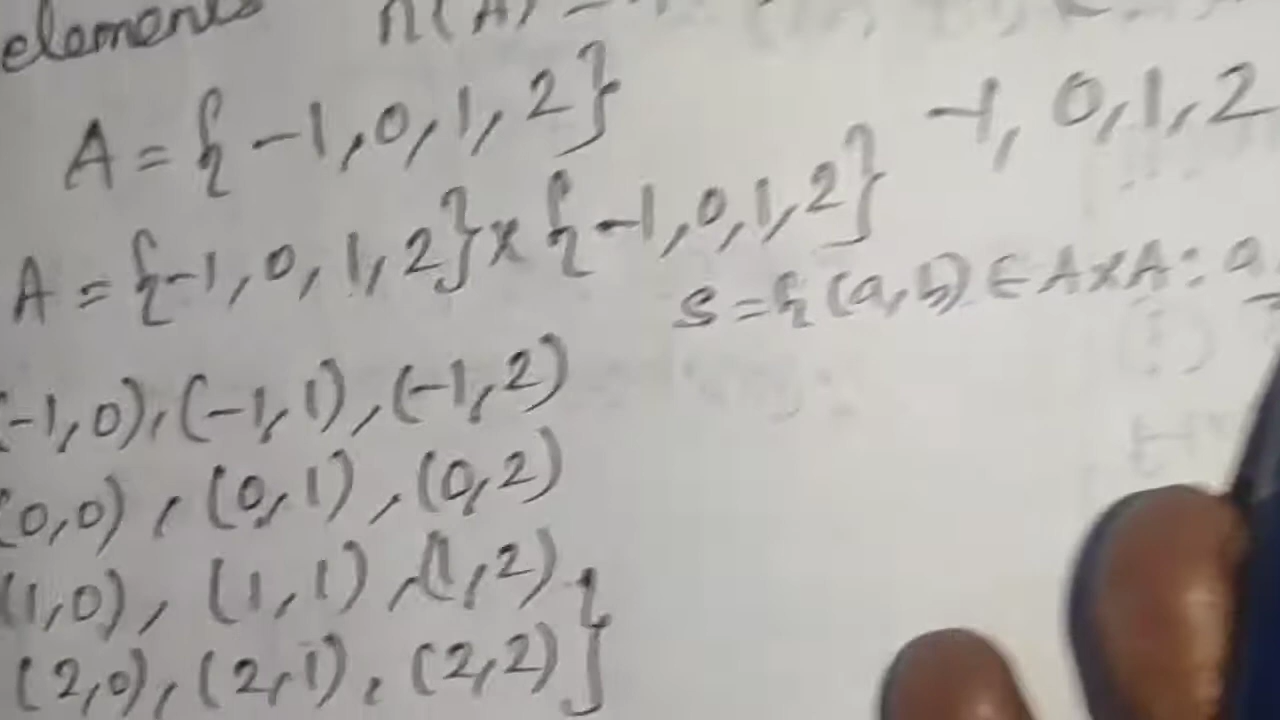 elements n(A) =
A = { -1, 0, 1, 2 }
-1, 0, 1, 2
A = {-1, 0, 1, 2} x {-1, 0, 1, 2}
S = { (a, b) ∈ A×A : a
-1, 0), (-1, 1), (-1, 2)
(0, 0), (0, 1), (0, 2)
(1, 0), (1, 1), (1, 2)
(2, 0), (2, 1), (2, 2) }